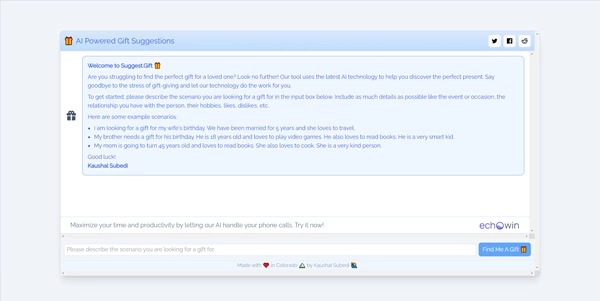 AI Powered Gift Suggestions
Welcome to Suggest.Gift
Are you struggling to find the perfect gift for a loved one? Look no further! Our tool uses the latest AI technology to help you discover the perfect present. Say
goodbye to the stress of gift-giving and let our technology do the work for you.
To get started, please describe the scenario you are looking for a gift for in the input box below. Include as much details as possible like the event or occasion, the
relationship you have with the person, their hobbies, likes, dislikes, etc.
Here are some example scenarios:
• I am looking for a gift for my wife's birthday. We have been married for 5 years and she loves to travel.
• My brother needs a gift for his birthday. He is 18 years old and loves to play video games. He also loves to read books. He is a very smset kid.
• My mom is going to turn 45 years old and loves to read books. She also loves to cook. She is a very kind person.
Good luck!
Kaushal Subedi
Maximize your time and productivity by letting our AI handle your phone calls. Try it now!
echowin
Please describe the scenario you are looking for a gift for.
Find Me A Gift
Made with in Colorado by Kaushal Subedi